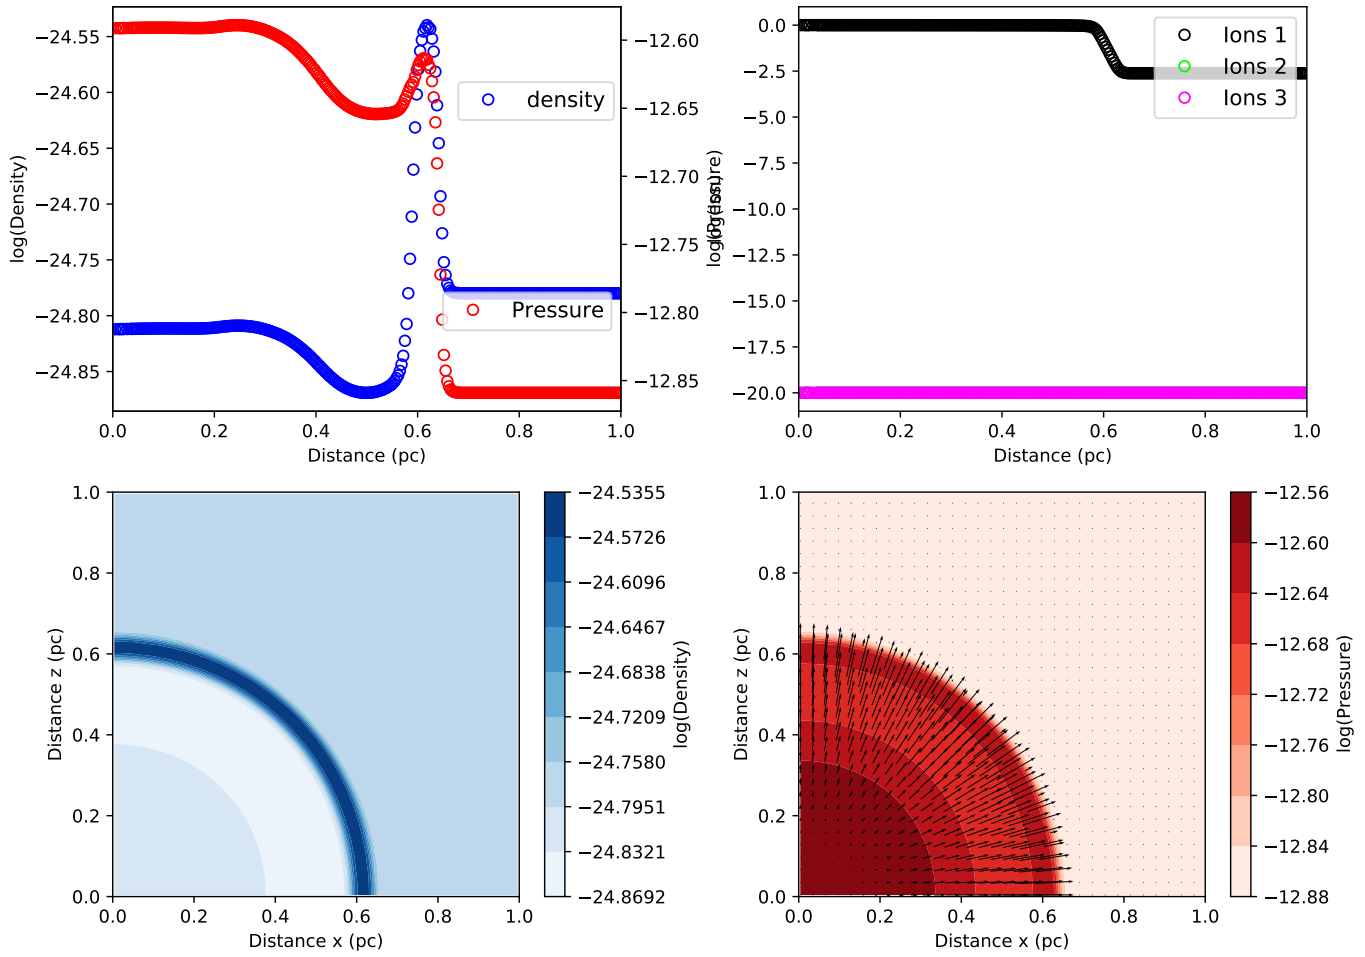 −24.55
−24.60
−24.65
−24.70
−24.75
−24.80
−24.85
log(Density)
−12.60
−12.65
−12.70
−12.75
−12.80
−12.85
density
Pressure
0.0 0.2 0.4 0.6 0.8 1.0
Distance (pc)
0.0
−2.5
−5.0
−7.5
−10.0
−12.5
−15.0
−17.5
−20.0
Ions 1
Ions 2
Ions 3
0.0 0.2 0.4 0.6 0.8 1.0
Distance (pc)
1.0
0.8
0.6
0.4
0.2
0.0
Distance z (pc)
0.0 0.2 0.4 0.6 0.8 1.0
Distance x (pc)
−24.5355
−24.5726
−24.6096
−24.6467
−24.6838
−24.7209
−24.7580
−24.7951
−24.8321
−24.8692
log(Density)
1.0
0.8
0.6
0.4
0.2
0.0
Distance z (pc)
0.0 0.2 0.4 0.6 0.8 1.0
Distance x (pc)
−12.56
−12.60
−12.64
−12.68
−12.72
−12.76
−12.80
−12.84
−12.88
log(Pressure)